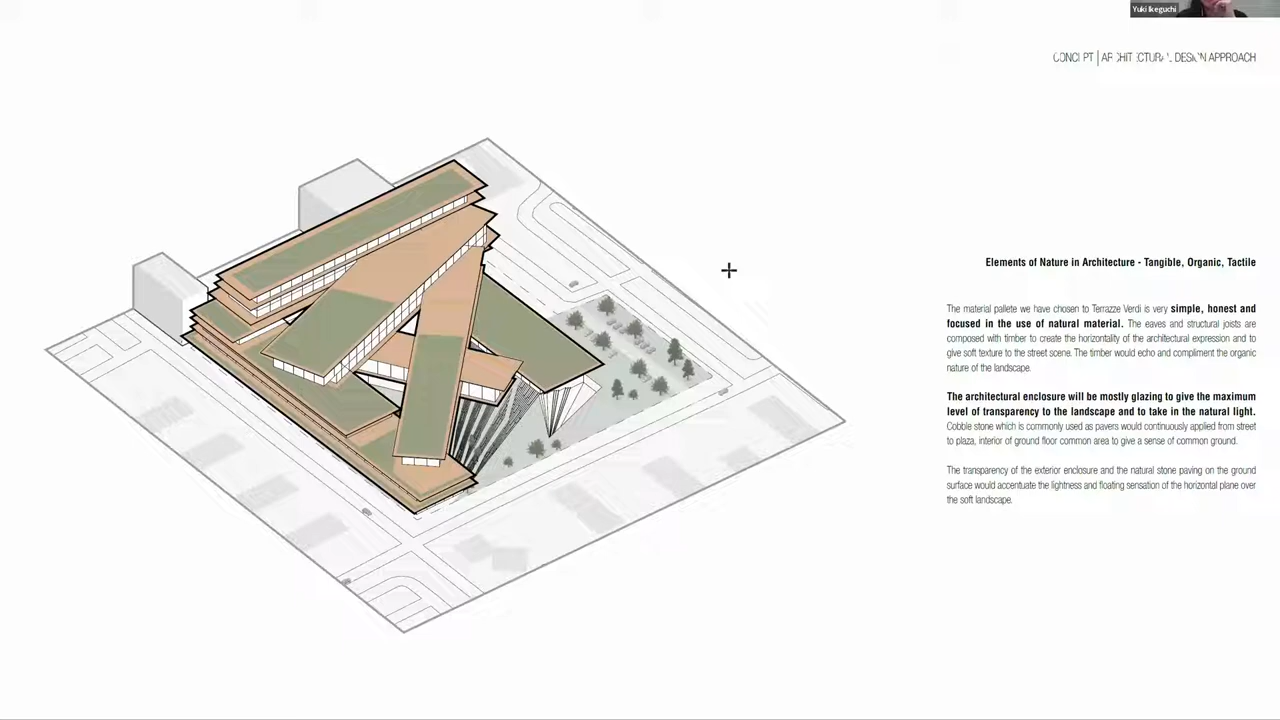 Yuki Ikeguchi
CONCEPT | ARCHITECTURAL DESIGN APPROACH
Elements of Nature in Architecture - Tangible, Organic, Tactile
The material pallete we have chosen to Terrazze Verdi is very simple, honest and
focused in the use of natural material. The eaves and structural joists are
composed with timber to create the horizontality of the architectural expression and to
give soft texture to the street scene. The timber would echo and compliment the organic
nature of the landscape.
The architectural enclosure will be mostly glazing to give the maximum
level of transparency to the landscape and to take in the natural light.
Cobble stone which is commonly used as pavers would continuously applied from street
to plaza, interior of ground floor common area to give a sense of common ground.
The transparency of the exterior enclosure and the natural stone paving on the ground
surface would accentuate the lightness and floating sensation of the horizontal plane over
the soft landscape.